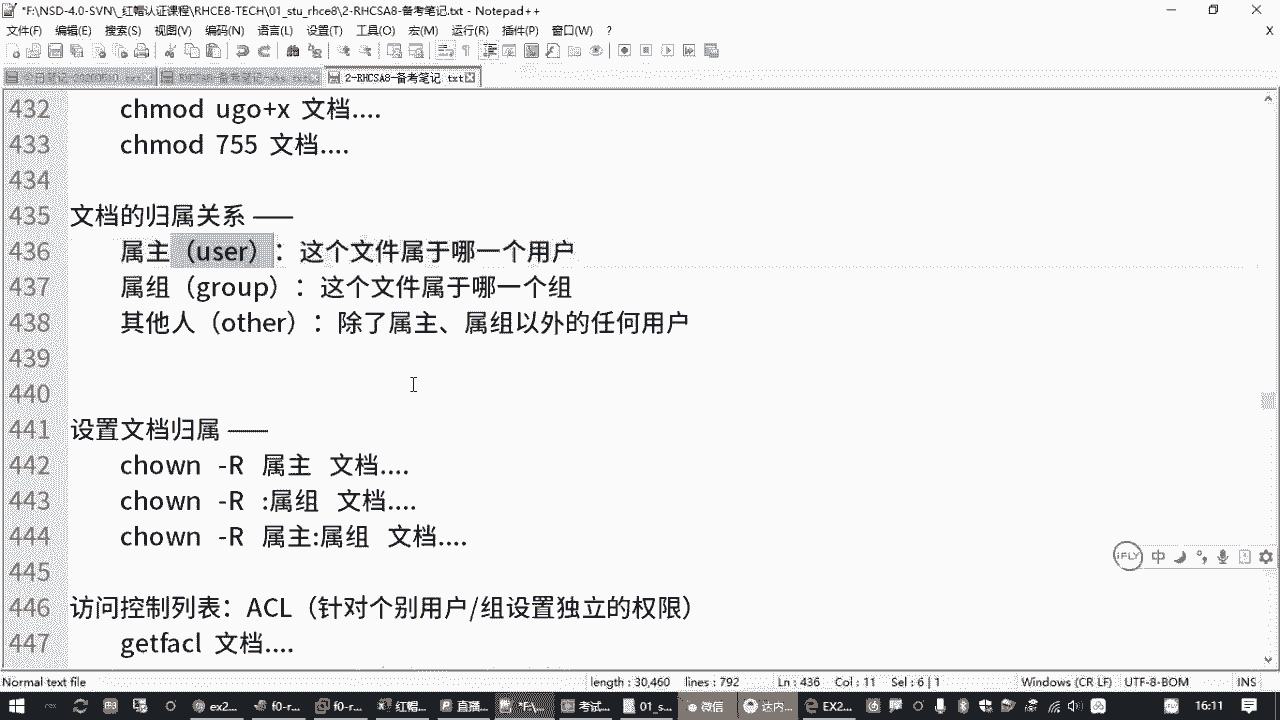 *F:\NSD-4.0-SVN\_红帽认证课程\RHCE8-TECH\01_stu_rhce8\2-RHCSA8-备考笔记.txt - Notepad++
文件(F) 编辑(E) 搜索(S) 视图(V) 编码(N) 语言(L) 设置(T) 工具(O) 宏(M) 运行(R) 插件(P) 窗口(W) ? X
2-RHCSA8-备考笔记.txt
432 chmod ugo+x 文档....
433 chmod 755 文档....
434
435 文档的归属关系 ——
436 属主（user）：这个文件属于哪一个用户
437 属组（group）：这个文件属于哪一个组
438 其他人（other）：除了属主、属组以外的任何用户
439
440
441 设置文档归属 ——
442 chown -R 属主 文档....
443 chown -R :属组 文档....
444 chown -R 属主:属组 文档....
445
446 访问控制列表：ACL（针对个别用户/组设置独立的权限）
447 getfacl 文档....
iFLY 中
Normal text file length : 30,460 lines : 792 Ln : 436 Col : 11 Sel : 6 | 1 Windows (CR LF) UTF-8-BOM INS
ex2... f0-r... f0-r... 红帽... 直播... *F:\... 考试... 01_s... 微信 达内... EX2... 16:11